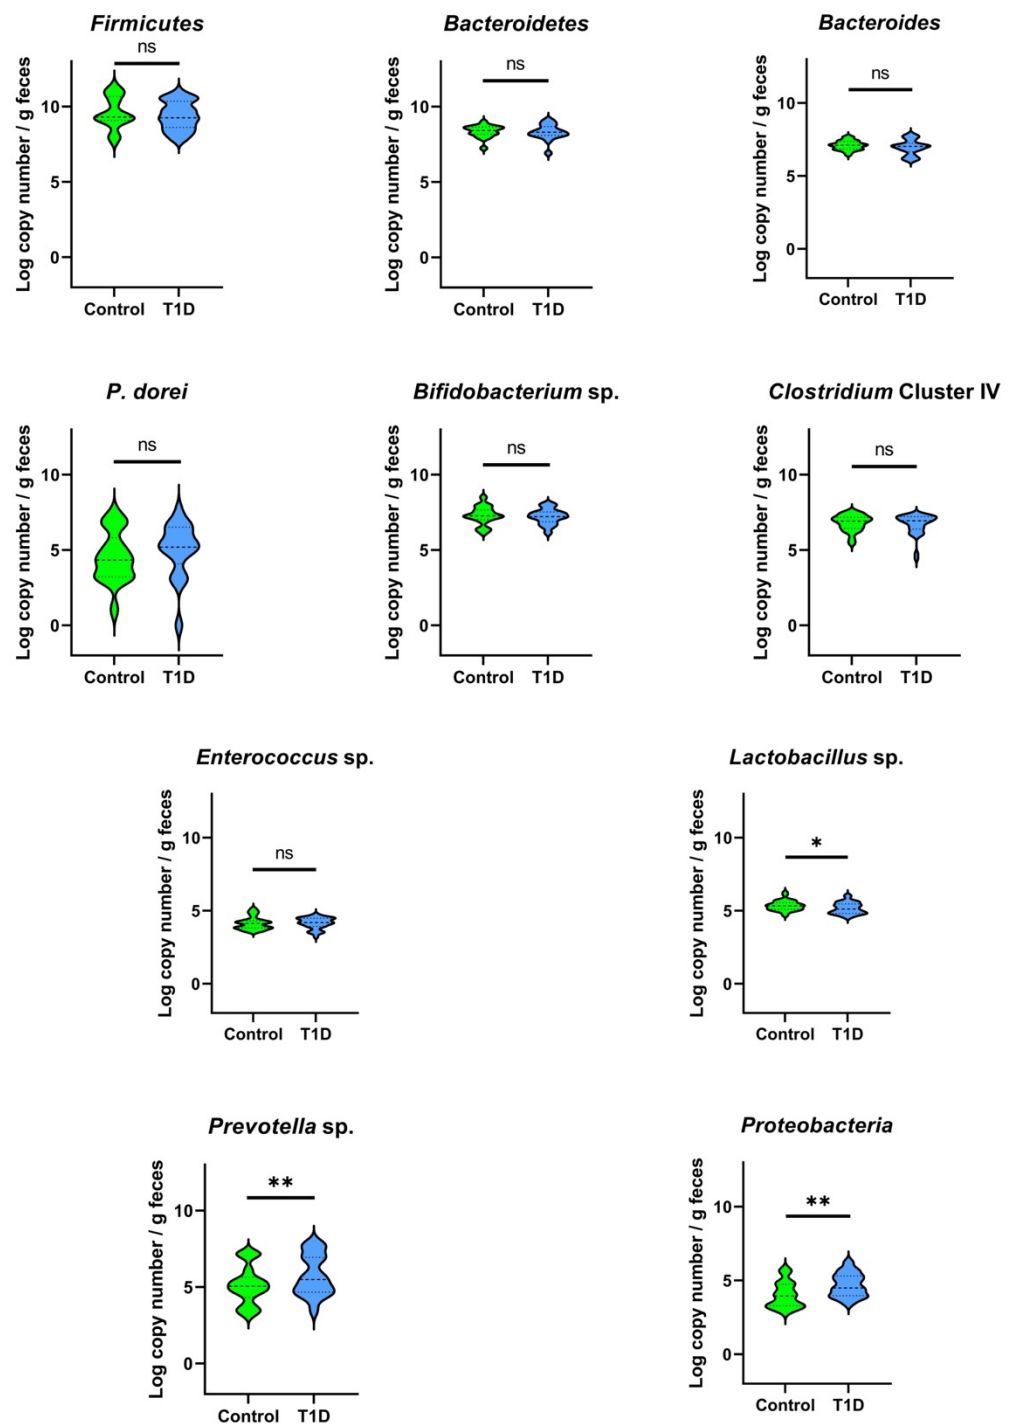 Firmicutes
ns
Log copy number / g feces
10
5
0
Control T1D
Bacteroidetes
ns
Log copy number / g feces
10
5
0
Control T1D
Bacteroides
ns
Log copy number / g feces
10
5
0
Control T1D
P. dorei
ns
Log copy number / g feces
10
5
0
Control T1D
Bifidobacterium sp.
ns
Log copy number / g feces
10
5
0
Control T1D
Clostridium Cluster IV
ns
Log copy number / g feces
10
5
0
Control T1D
Enterococcus sp.
ns
Log copy number / g feces
10
5
0
Control T1D
Lactobacillus sp.
*
Log copy number / g feces
10
5
0
Control T1D
Prevotella sp.
**
Log copy number / g feces
10
5
0
Control T1D
Proteobacteria
**
Log copy number / g feces
10
5
0
Control T1D